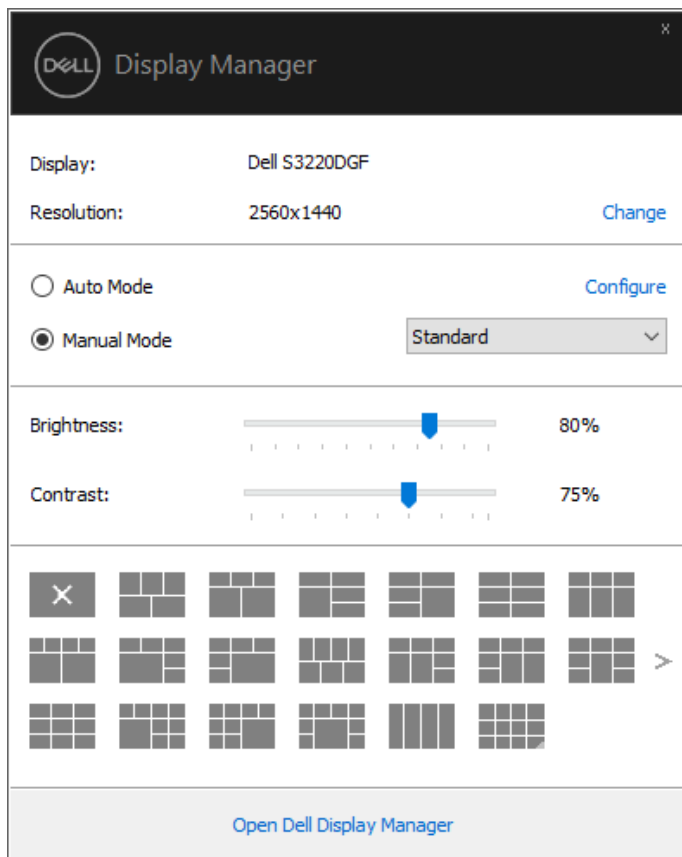 x
DELL Display Manager
Display: Dell S3220DGF
Resolution: 2560x1440 Change
Auto Mode Configure
Manual Mode Standard
Brightness: 80%
Contrast: 75%
Open Dell Display Manager